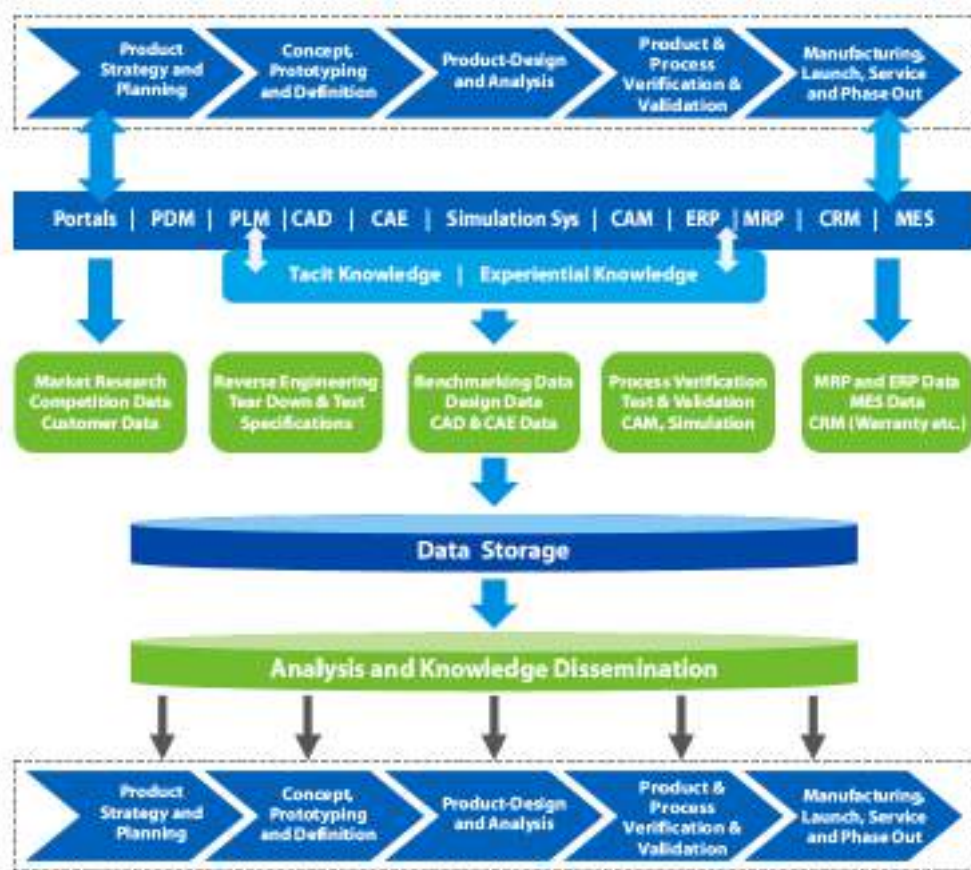 Product
Strategy and
Planning
Concept,
Prototyping
and Definition
Product-Design
and Analysis
Product &
Process
Verification &
Validation
Manufacturing,
Launch, Service
and Phase Out
Portals | PDM | PLM | CAD | CAE | Simulation Sys | CAM | ERP | MRP | CRM | MES
Tacit Knowledge | Experiential Knowledge
Market Research
Competition Data
Customer Data
Reverse Engineering
Tear Down & Test
Specifications
Benchmarking Data
Design Data
CAD & CAE Data
Process Verification
Test & Validation
CAM, Simulation
MRP and ERP Data
MES Data
CRM (Warranty etc.)
Data Storage
Analysis and Knowledge Dissemination
Product
Strategy and
Planning
Concept,
Prototyping
and Definition
Product-Design
and Analysis
Product &
Process
Verification &
Validation
Manufacturing,
Launch, Service
and Phase Out